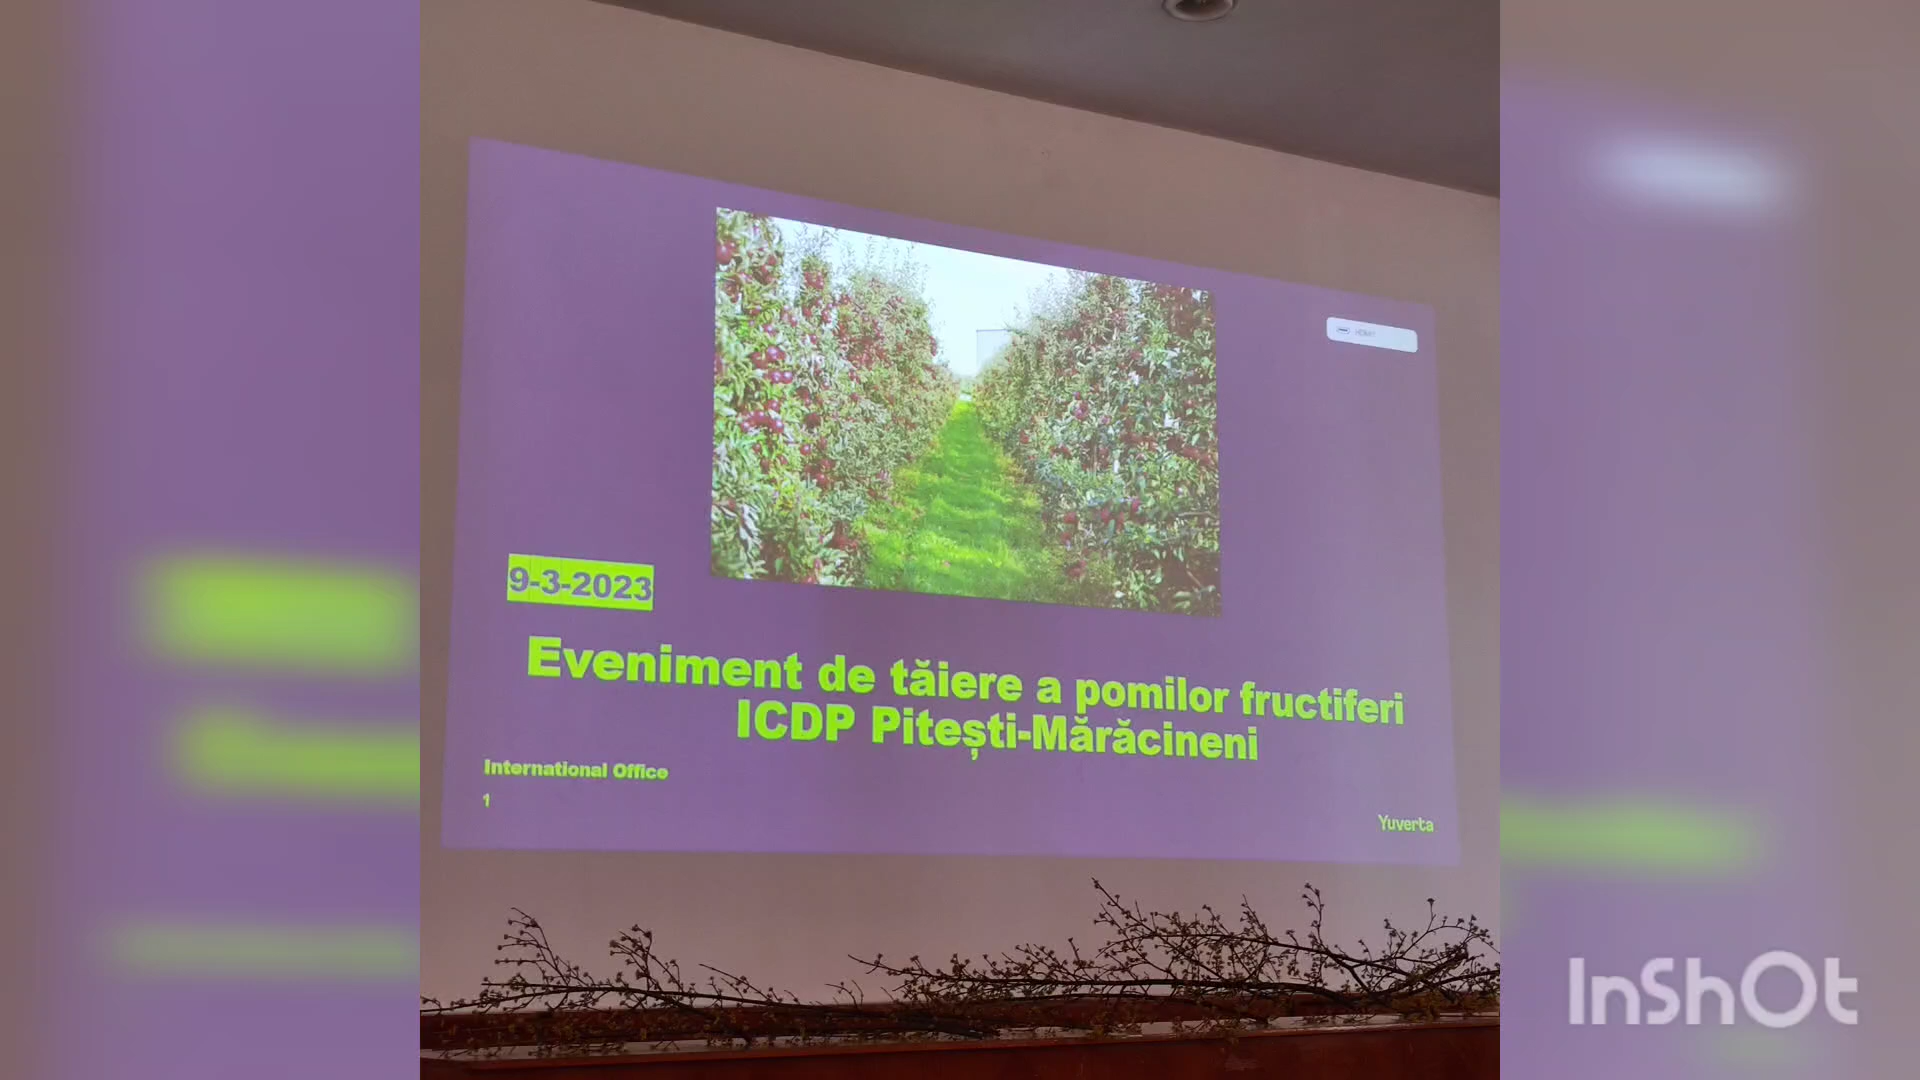 9-3-2023
Eveniment de tăiere a pomilor fructiferi
ICDP Pitești-Mărăcineni
International Office
1
Yuverta
InShOt